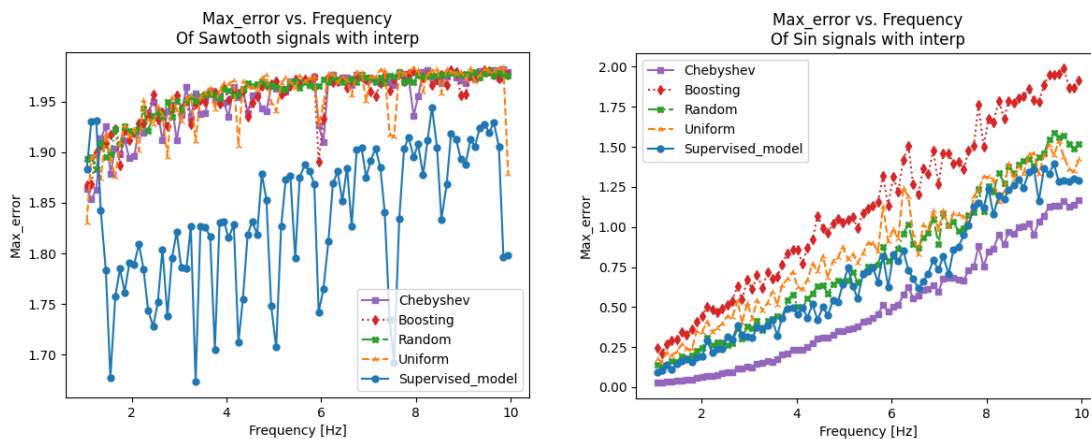 Max_error vs. Frequency
Of Sawtooth signals with interp
Max_error
1.95
1.90
1.85
1.80
1.75
1.70
Chebyshev
Boosting
Random
Uniform
Supervised_model
2
4
6
8
10
Frequency [Hz]
Max_error vs. Frequency
Of Sin signals with interp
Max_error
2.00
1.75
1.50
1.25
1.00
0.75
0.50
0.25
0.00
Chebyshev
Boosting
Random
Uniform
Supervised_model
2
4
6
8
10
Frequency [Hz]